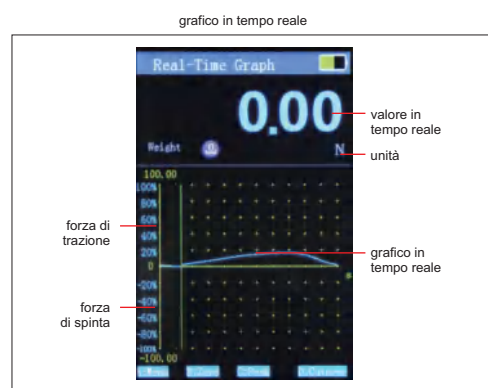 grafico in tempo reale
Real-Time Graph
0.00
valore in
tempo reale
Weight
N
unità
100.00
100%
80%
60%
forza di
trazione
40%
20%
grafico in
tempo reale
0
-20%
-40%
forza
di spinta
-60%
-80%
-100%
-100.00